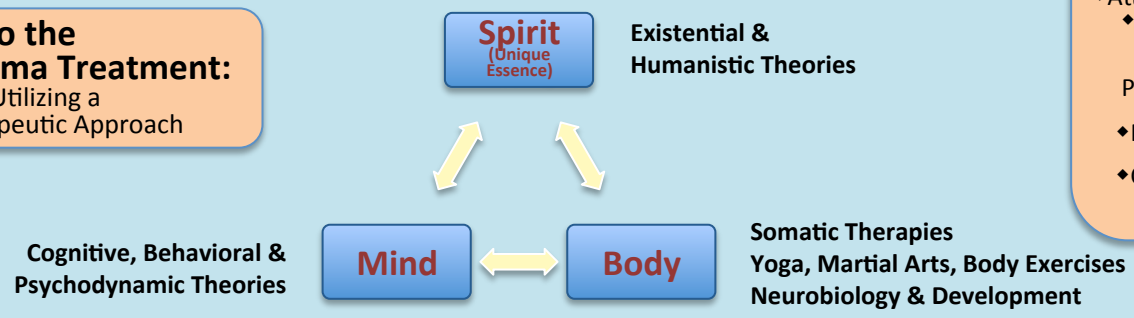 o the
ma Treatment:
Utilizing a
peutic Approach
Spirit
(Unique
Essence)
Existential &
Humanistic Theories
Cognitive, Behavioral &
Psychodynamic Theories
Mind
Body
Somatic Therapies
Yoga, Martial Arts, Body Exercises
Neurobiology & Development